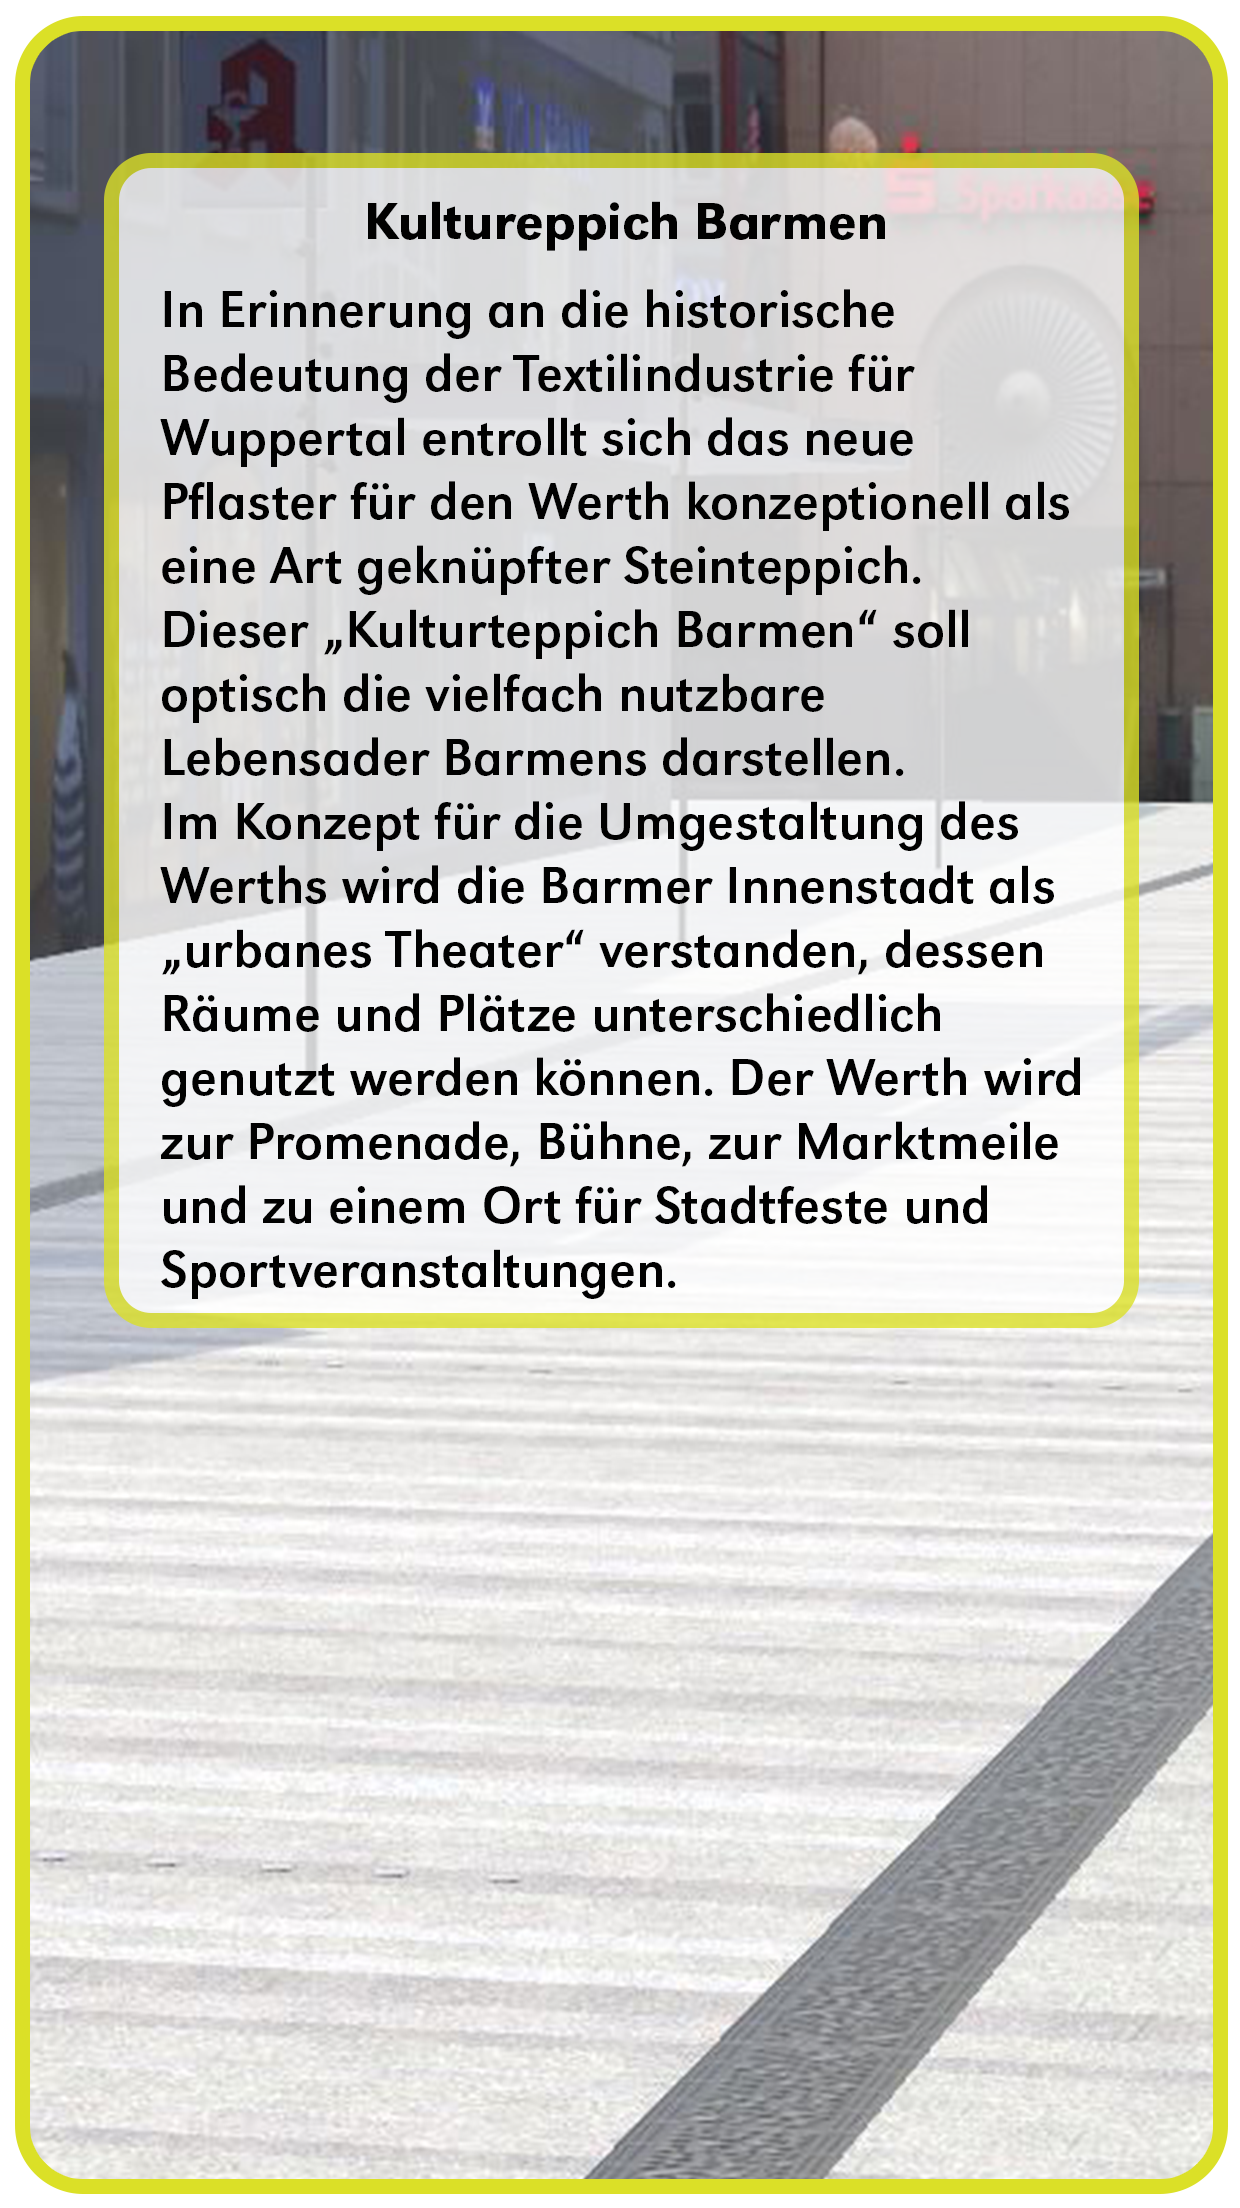 Sparkasse
Kultureppich Barmen
In Erinnerung an die historische
Bedeutung der Textilindustrie für
Wuppertal entrollt sich das neue
Pflaster für den Werth konzeptionell als
eine Art geknüpfter Steinteppich.
Dieser „Kulturteppich Barmen“ soll
optisch die vielfach nutzbare
Lebensader Barmens darstellen.
Im Konzept für die Umgestaltung des
Werths wird die Barmer Innenstadt als
„urbanes Theater“ verstanden, dessen
Räume und Plätze unterschiedlich
genutzt werden können. Der Werth wird
zur Promenade, Bühne, zur Marktmeile
und zu einem Ort für Stadtfeste und
Sportveranstaltungen.